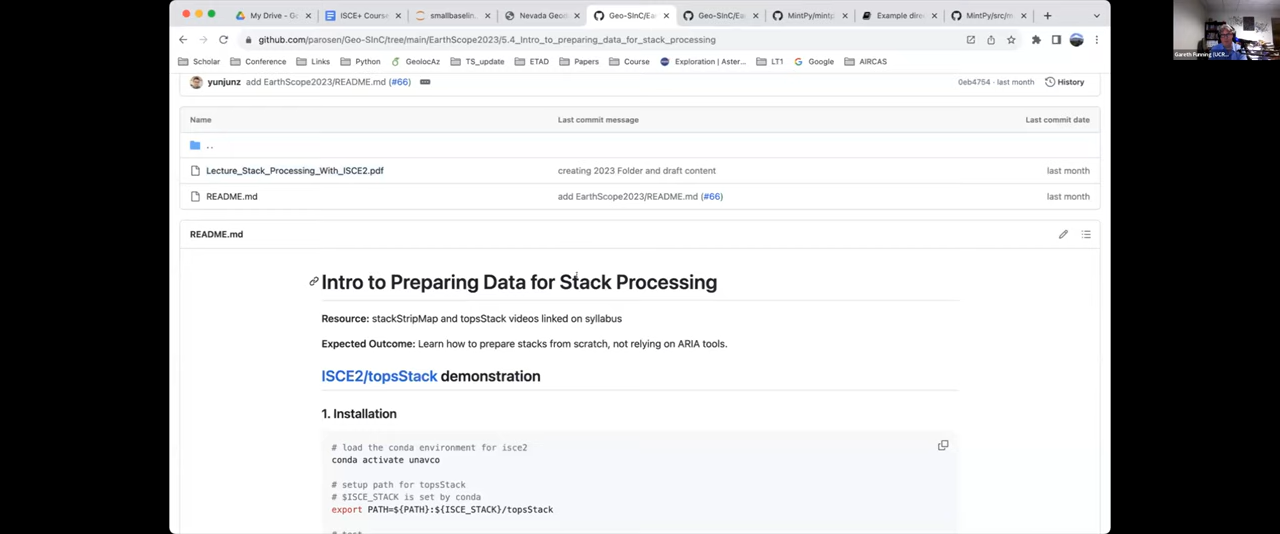 My Drive - Go
ISCE+ Course
smallbaselin
Nevada Geod
Geo-SInC/Ear
Geo-SInC/Ea
MintPy/mintp
Example direc
MintPy/src/m
github.com/parosen/Geo-SInC/tree/main/EarthScope2023/5.4_Intro_to_preparing_data_for_stack_processing
Scholar
Conference
Links
Python
GeolocAz
TS_update
ETAD
Papers
Course
Exploration | Aster...
LT1
Google
AIRCAS
yunjunz add EarthScope2023/README.md (#66)
0eb4754 · last month
History
Name
Last commit message
Last commit date
..
Lecture_Stack_Processing_With_ISCE2.pdf
creating 2023 Folder and draft content
last month
README.md
add EarthScope2023/README.md (#66)
last month
README.md
Intro to Preparing Data for Stack Processing
Resource: stackStripMap and topsStack videos linked on syllabus
Expected Outcome: Learn how to prepare stacks from scratch, not relying on ARIA tools.
ISCE2/topsStack demonstration
1. Installation
# load the conda environment for isce2
conda activate unavco
# setup path for topsStack
# $ISCE_STACK is set by conda
export PATH=${PATH}:${ISCE_STACK}/topsStack
# test